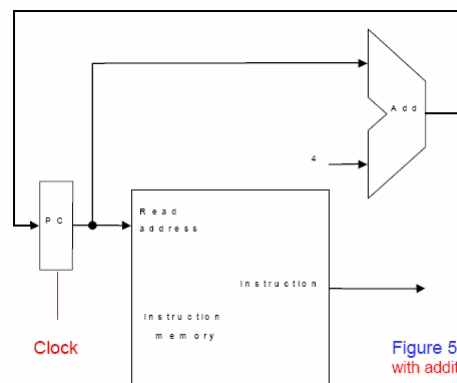 Add
4
PC
Read
address
Instruction
Instruction
memory
Clock
Figure 5
with addit